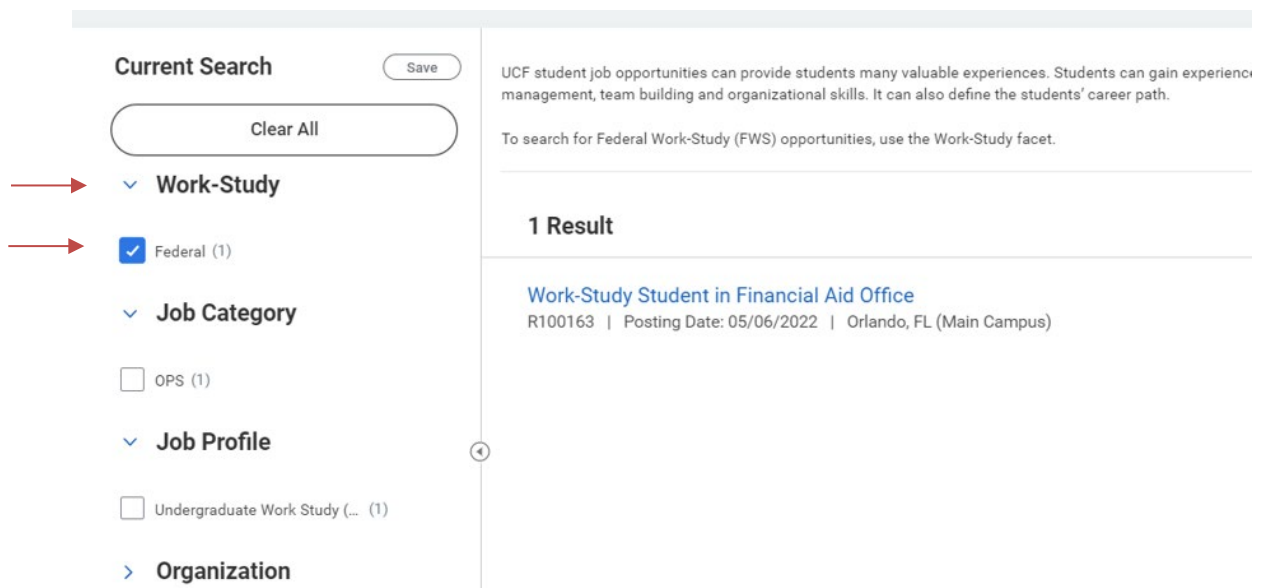 Current Search
Save
Clear All
Work-Study
Federal (1)
Job Category
OPS (1)
Job Profile
Undergraduate Work Study (... (1)
Organization
UCF student job opportunities can provide students many valuable experiences. Students can gain experience
management, team building and organizational skills. It can also define the students' career path.
To search for Federal Work-Study (FWS) opportunities, use the Work-Study facet.
1 Result
Work-Study Student in Financial Aid Office
R100163 | Posting Date: 05/06/2022 | Orlando, FL (Main Campus)